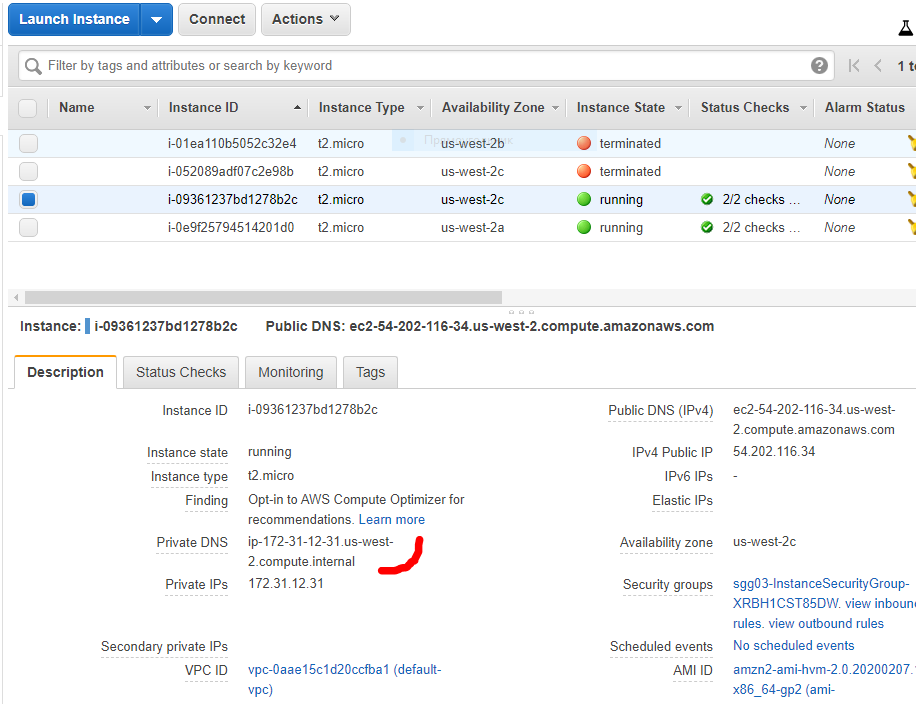 Launch Instance Connect Actions
Filter by tags and attributes or search by keyword ? 1 to
Name Instance ID Instance Type Availability Zone Instance State Status Checks Alarm Status
i-01ea110b5052c32e4 t2.micro us-west-2b terminated None
i-052089adf07c2e98b t2.micro us-west-2c terminated None
i-09361237bd1278b2c t2.micro us-west-2c running 2/2 checks ... None
i-0e9f25794514201d0 t2.micro us-west-2a running 2/2 checks ... None
Instance: i-09361237bd1278b2c Public DNS: ec2-54-202-116-34.us-west-2.compute.amazonaws.com
Description Status Checks Monitoring Tags
Instance ID i-09361237bd1278b2c Public DNS (IPv4) ec2-54-202-116-34.us-west-
2.compute.amazonaws.com
Instance state running IPv4 Public IP 54.202.116.34
Instance type t2.micro IPv6 IPs -
Finding Opt-in to AWS Compute Optimizer for Elastic IPs
recommendations. Learn more
Private DNS ip-172-31-12-31.us-west- Availability zone us-west-2c
2.compute.internal
Private IPs 172.31.12.31 Security groups sgg03-InstanceSecurityGroup-
XRBH1CST85DW. view inbound
rules. view outbound rules
Secondary private IPs Scheduled events No scheduled events
VPC ID vpc-0aae15c1d20ccfba1 (default- AMI ID amzn2-ami-hvm-2.0.20200207.
vpc) x86_64-gp2 (ami-